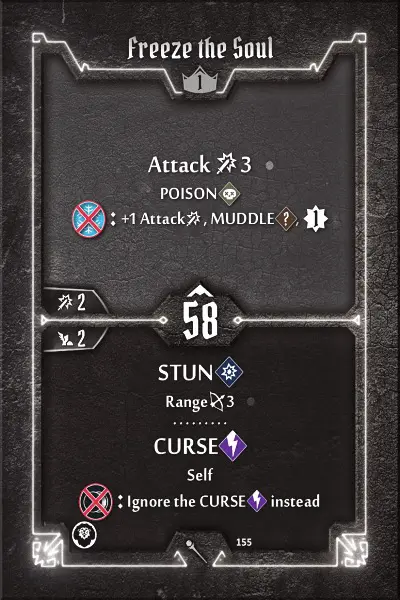 Freeze the Soul
1
Attack 3
POISON
: +1 Attack, MUDDLE ?, 1
2
58
2
STUN
Range 3
CURSE
Self
: Ignore the CURSE instead
155